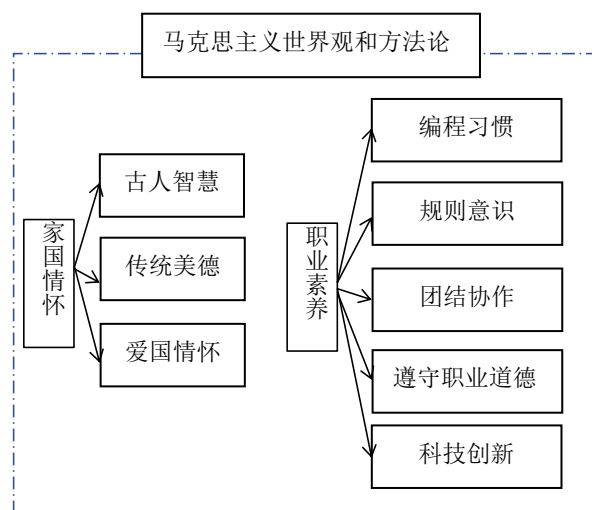 马克思主义世界观和方法论
家国情怀
古人智慧
传统美德
爱国情怀
职业素养
编程习惯
规则意识
团结协作
遵守职业道德
科技创新